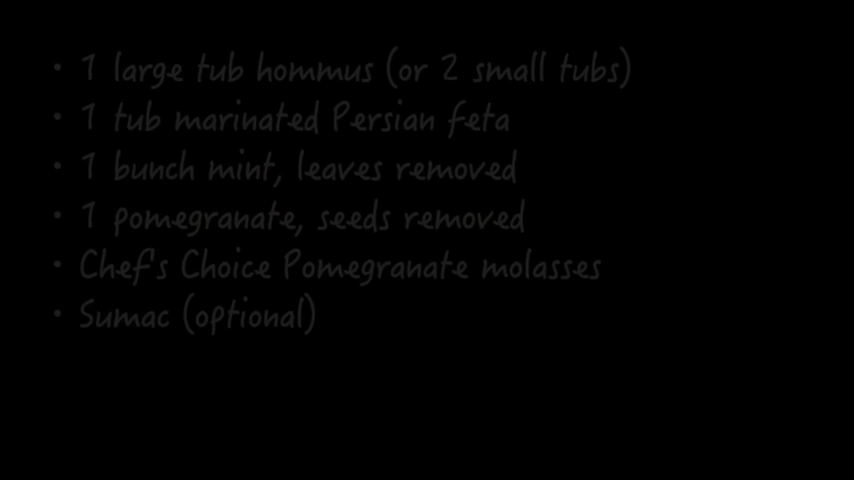 • 1 large tub hommus (or 2 small tubs)
• 1 tub marinated Persian feta
• 1 bunch mint, leaves removed
• 1 pomegranate, seeds removed
• Chef's Choice Pomegranate molasses
• Sumac (optional)